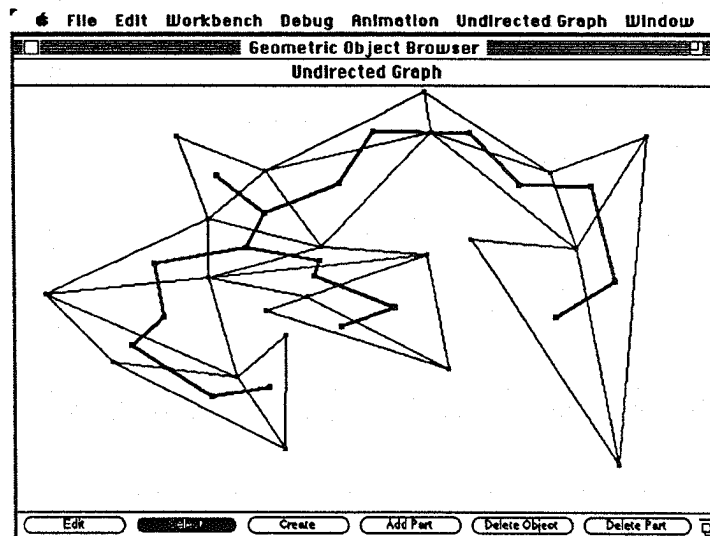 File Edit Workbench Debug Animation Undirected Graph Window
Geometric Object Browser
Undirected Graph
Edit Select Create Add Part Delete Object Delete Part